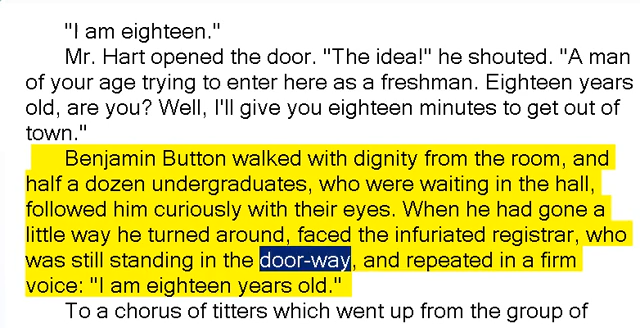 "I am eighteen."
Mr. Hart opened the door. "The idea!" he shouted. "A man
of your age trying to enter here as a freshman. Eighteen years
old, are you? Well, I'll give you eighteen minutes to get out of
town."
Benjamin Button walked with dignity from the room, and
half a dozen undergraduates, who were waiting in the hall,
followed him curiously with their eyes. When he had gone a
little way he turned around, faced the infuriated registrar, who
was still standing in the door-way, and repeated in a firm
voice: "I am eighteen years old."
To a chorus of titters which went up from the group of